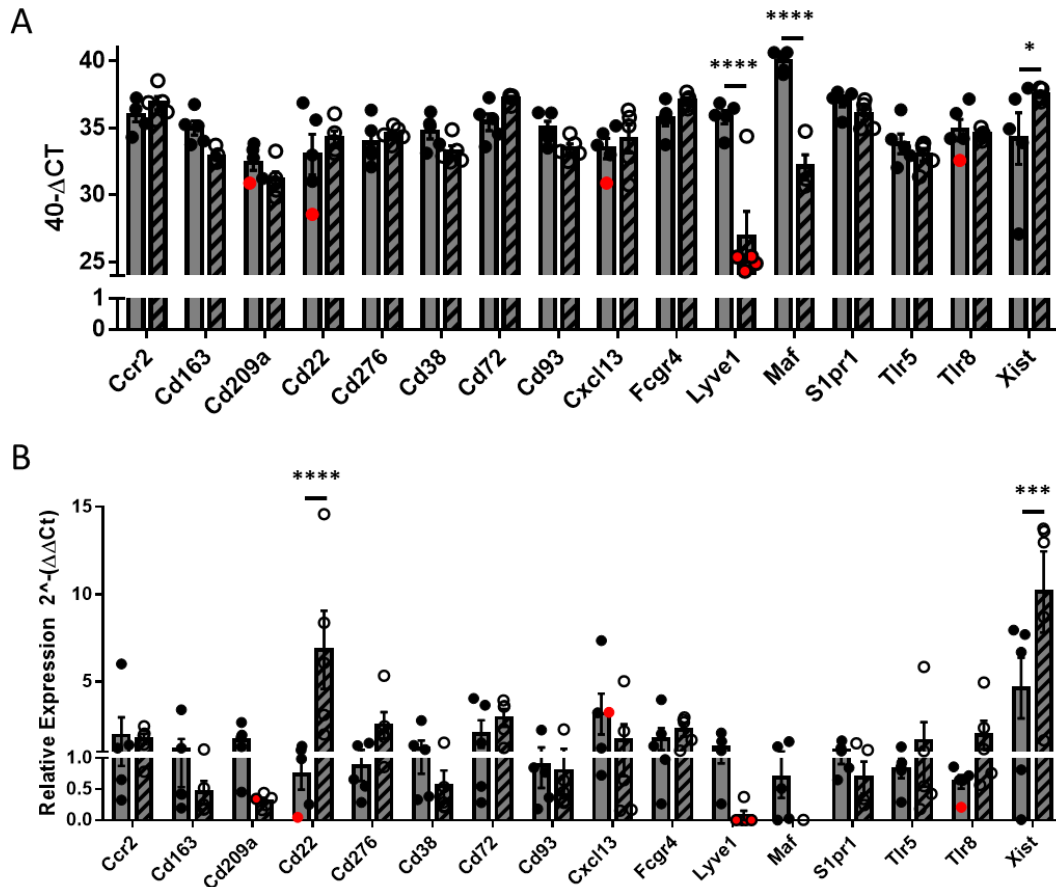 A
40-ΔCT
40
35
30
25
1
0
****
****
*
Ccr2
Cd163
Cd209a
Cd22
Cd276
Cd38
Cd72
Cd93
Cxcl13
Fcgr4
Lyve1
Maf
S1pr1
Tlr5
Tlr8
Xist
B
Relative Expression 2^-(ΔΔCt)
15
10
5
1.0
0.5
0.0
****
***
Ccr2
Cd163
Cd209a
Cd22
Cd276
Cd38
Cd72
Cd93
Cxcl13
Fcgr4
Lyve1
Maf
S1pr1
Tlr5
Tlr8
Xist